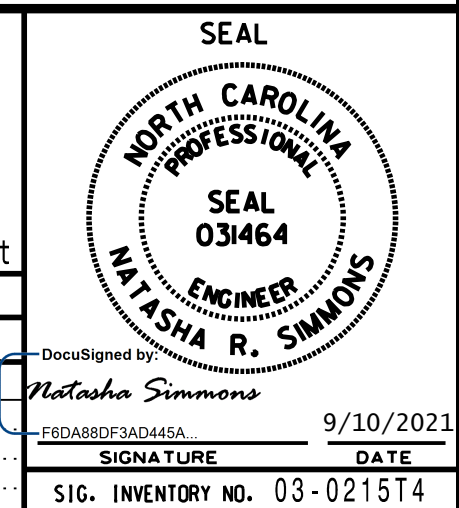 SEAL
NORTH CAROLINA
PROFESSIONAL
SEAL
031464
ENGINEER
NATASHA R. SIMMONS
t
DocuSigned by:
Natasha Simmons
F6DA88DF3AD445A...
9/10/2021
SIGNATURE
DATE
SIG. INVENTORY NO. 03-0215T4